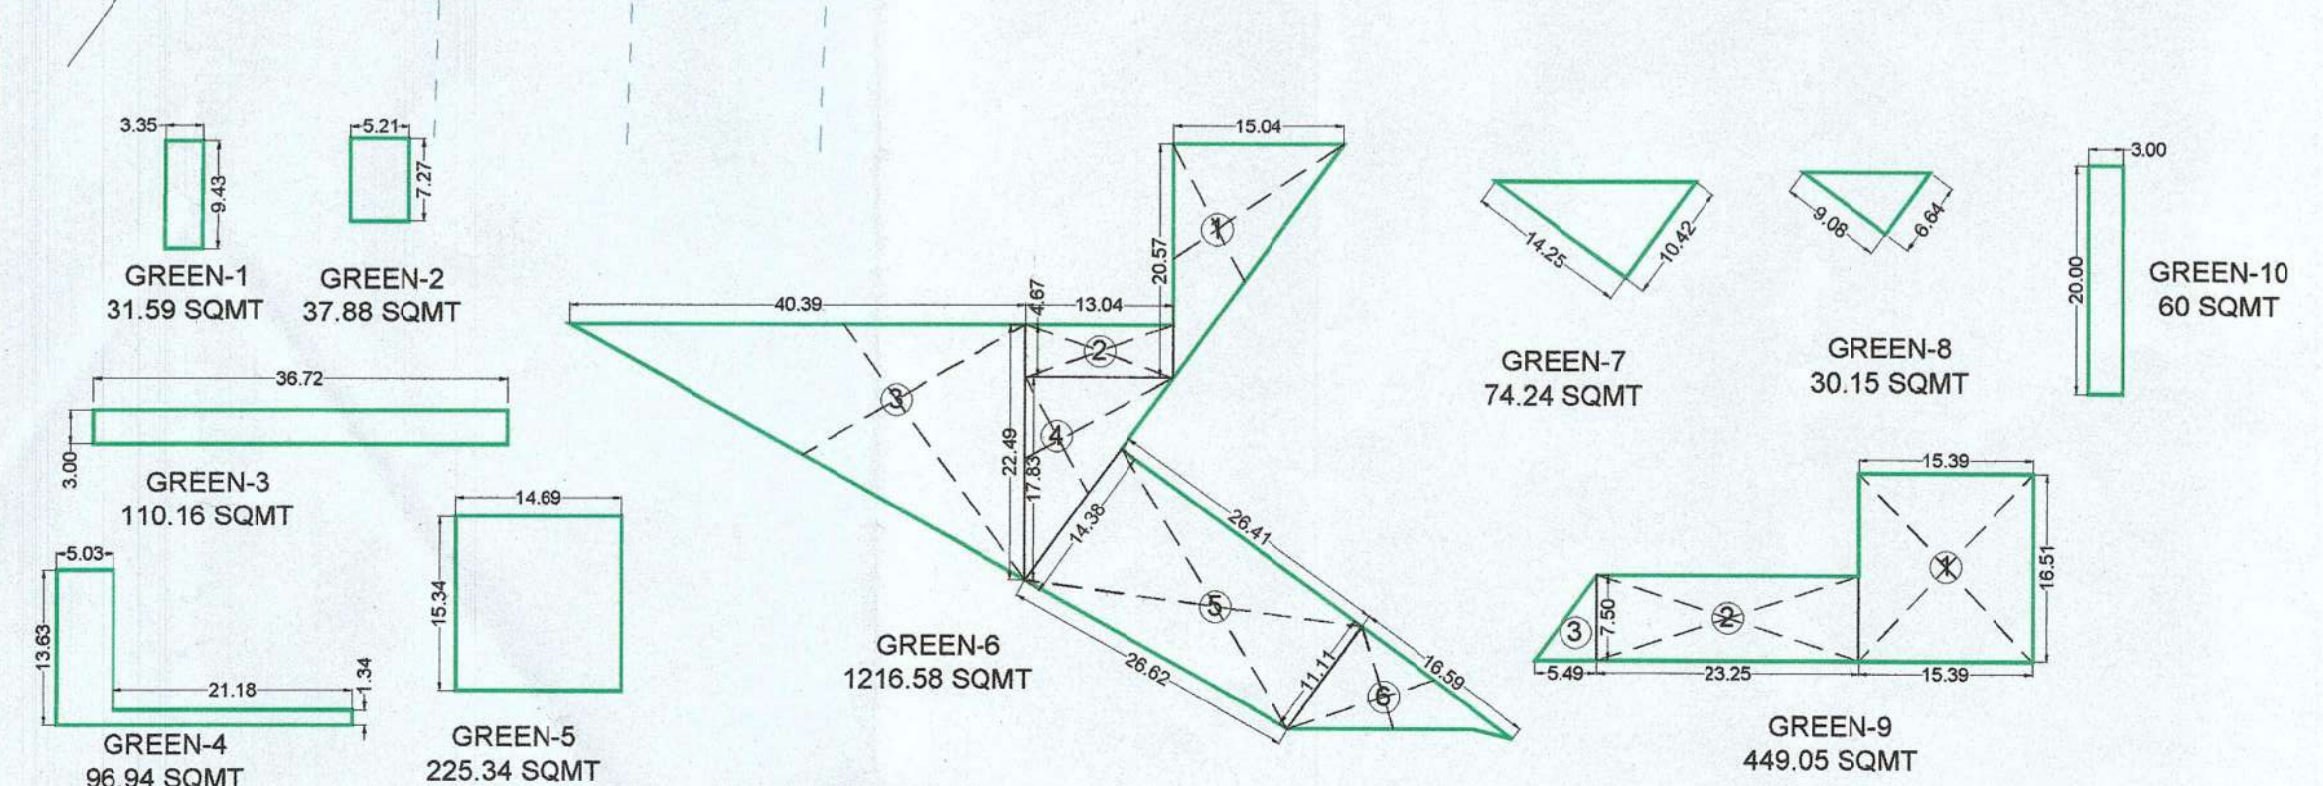 3.35
9.43
GREEN-1
31.59 SQMT
5.21
7.27
GREEN-2
37.88 SQMT
36.72
3.00
GREEN-3
110.16 SQMT
5.03
13.63
21.18
1.34
GREEN-4
96.94 SQMT
14.69
15.34
GREEN-5
225.34 SQMT
15.04
20.57
1
40.39
4.67
13.04
2
3
4
22.49
17.83
14.38
26.41
5
26.62
11.11
16.59
6
GREEN-6
1216.58 SQMT
14.25
10.42
GREEN-7
74.24 SQMT
9.08
6.64
GREEN-8
30.15 SQMT
3.00
20.00
GREEN-10
60 SQMT
15.39
16.51
1
7.50
2
3
5.49
23.25
15.39
GREEN-9
449.05 SQMT